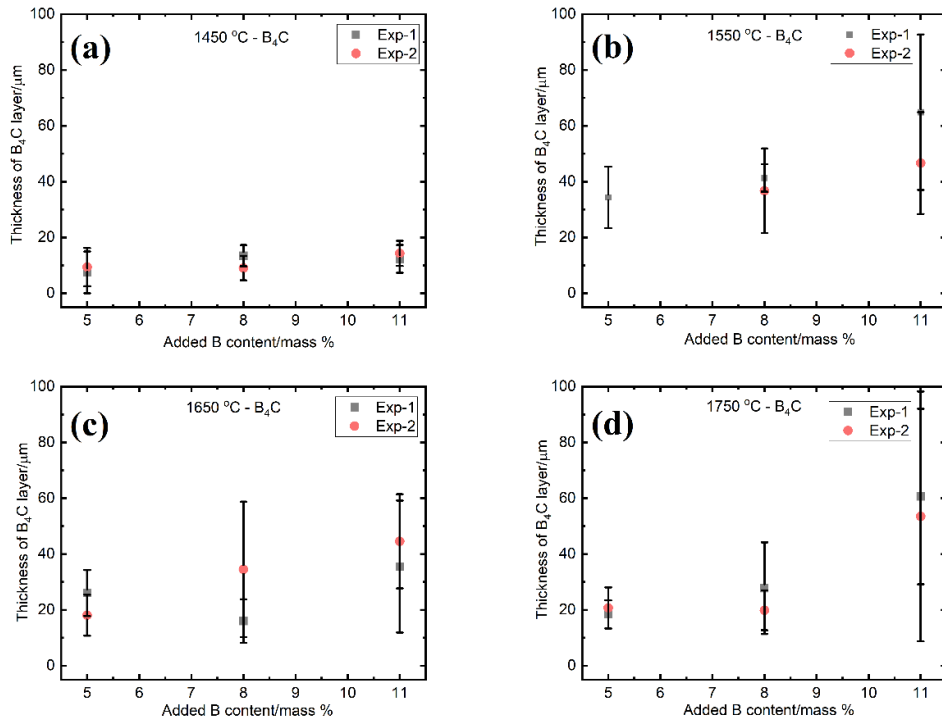 (a)
1450 °C - B₄C
Exp-1
Exp-2
100
80
60
40
20
0
Thickness of B₄C layer/μm
5 6 7 8 9 10 11
Added B content/mass %
(b)
1550 °C - B₄C
Exp-1
Exp-2
100
80
60
40
20
0
Thickness of B₄C layer/μm
5 6 7 8 9 10 11
Added B content/mass %
(c)
1650 °C - B₄C
Exp-1
Exp-2
100
80
60
40
20
0
Thickness of B₄C layer/μm
5 6 7 8 9 10 11
Added B content/mass %
(d)
1750 °C - B₄C
Exp-1
Exp-2
100
80
60
40
20
0
Thickness of B₄C layer/μm
5 6 7 8 9 10 11
Added B content/mass %